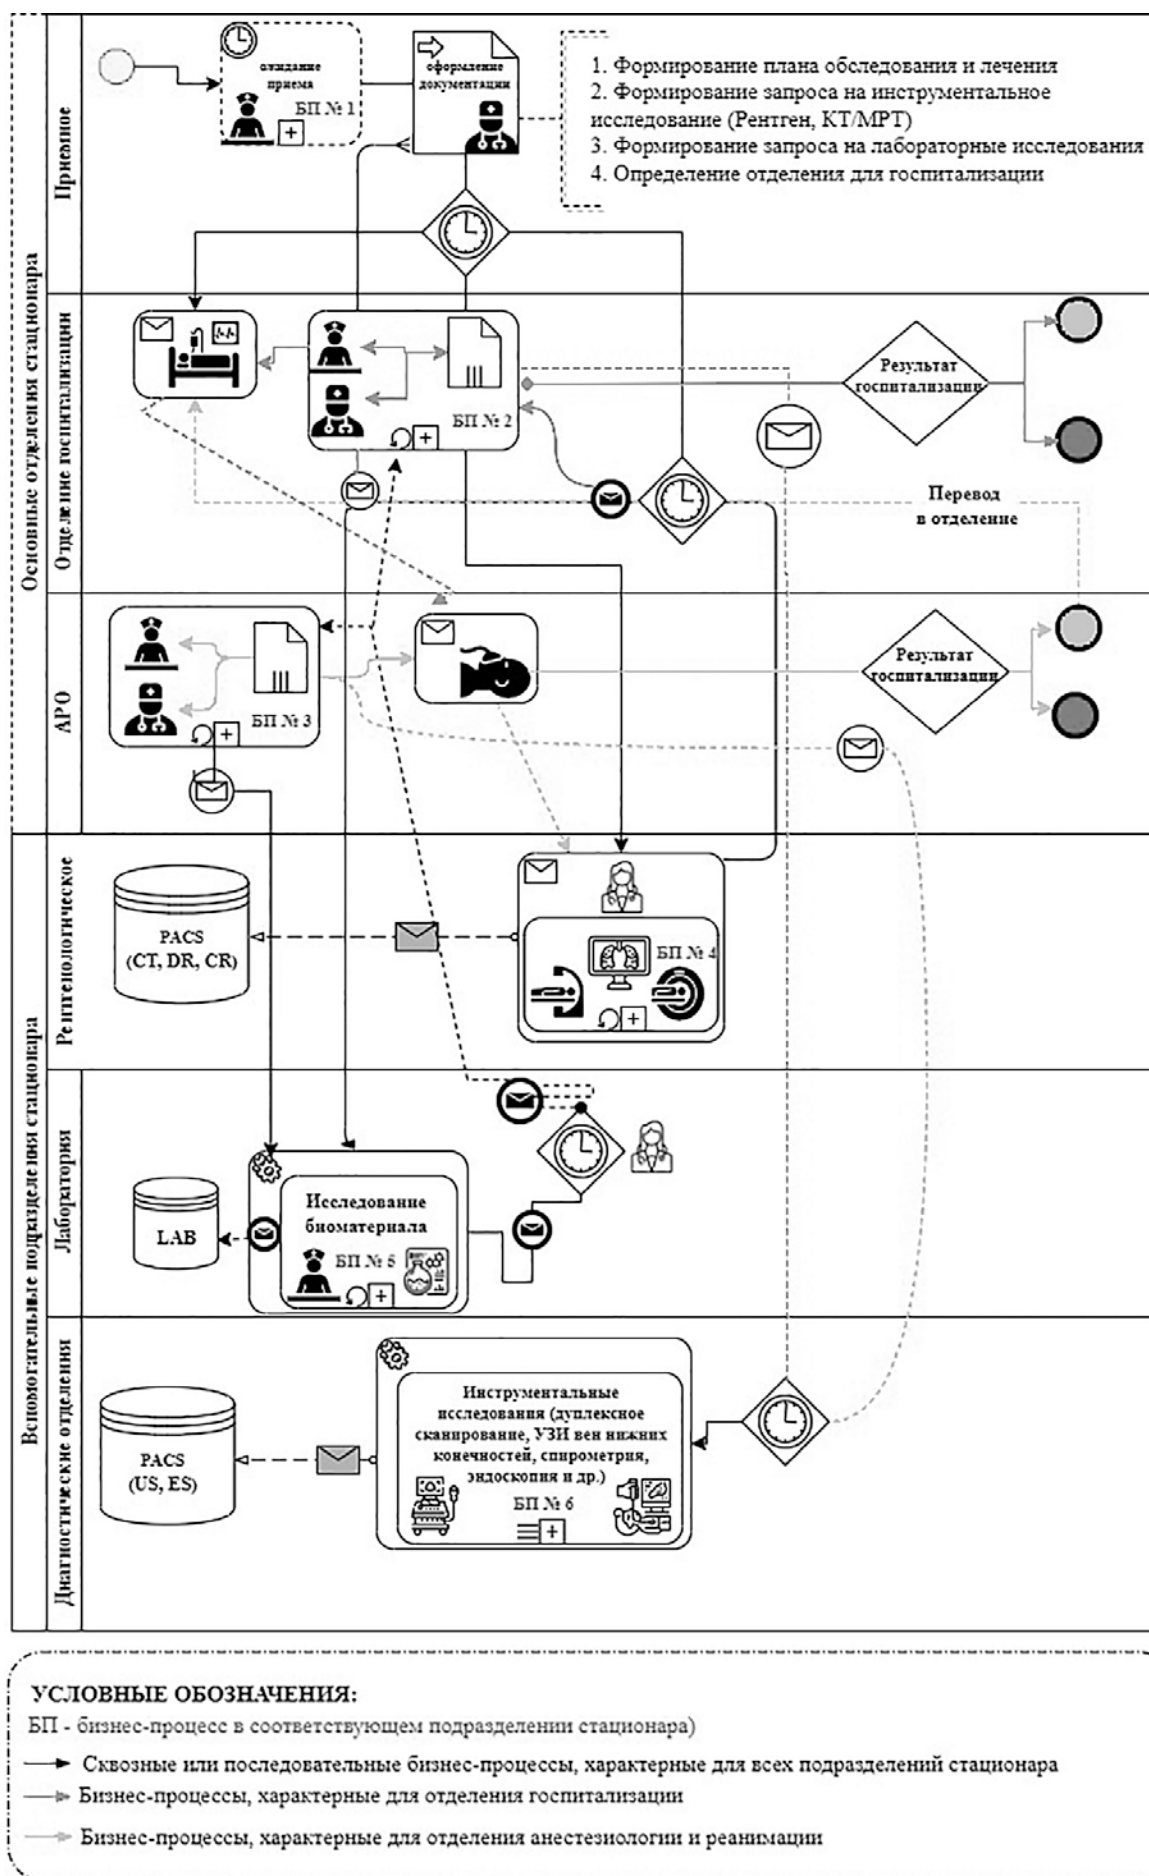 Основные отделения стационара
Приемное
ожидание
приема
БП № 1
оформление
документации
1. Формирование плана обследования и лечения
2. Формирование запроса на инструментальное
исследование (Рентген, КТ/МРТ)
3. Формирование запроса на лабораторные исследования
4. Определение отделения для госпитализации
Отделение госпитализации
БП № 2
Результат
госпитализации
Перевод
в отделение
АРО
БП № 3
Результат
госпитализации
Вспомогательные подразделения стационара
Рентгенологическое
PACS
(CT, DR, CR)
БП № 4
Лаборатория
LAB
Исследование
биоматериала
БП № 5
Диагностические отделения
PACS
(US, ES)
Инструментальные
исследования (дуплексное
сканирование, УЗИ вен нижних
конечностей, спирометрия,
эндоскопия и др.)
БП № 6
УСЛОВНЫЕ ОБОЗНАЧЕНИЯ:
БП - бизнес-процесс в соответствующем подразделении стационара)
Сквозные или последовательные бизнес-процессы, характерные для всех подразделений стационара
Бизнес-процессы, характерные для отделения госпитализации
Бизнес-процессы, характерные для отделения анестезиологии и реанимации